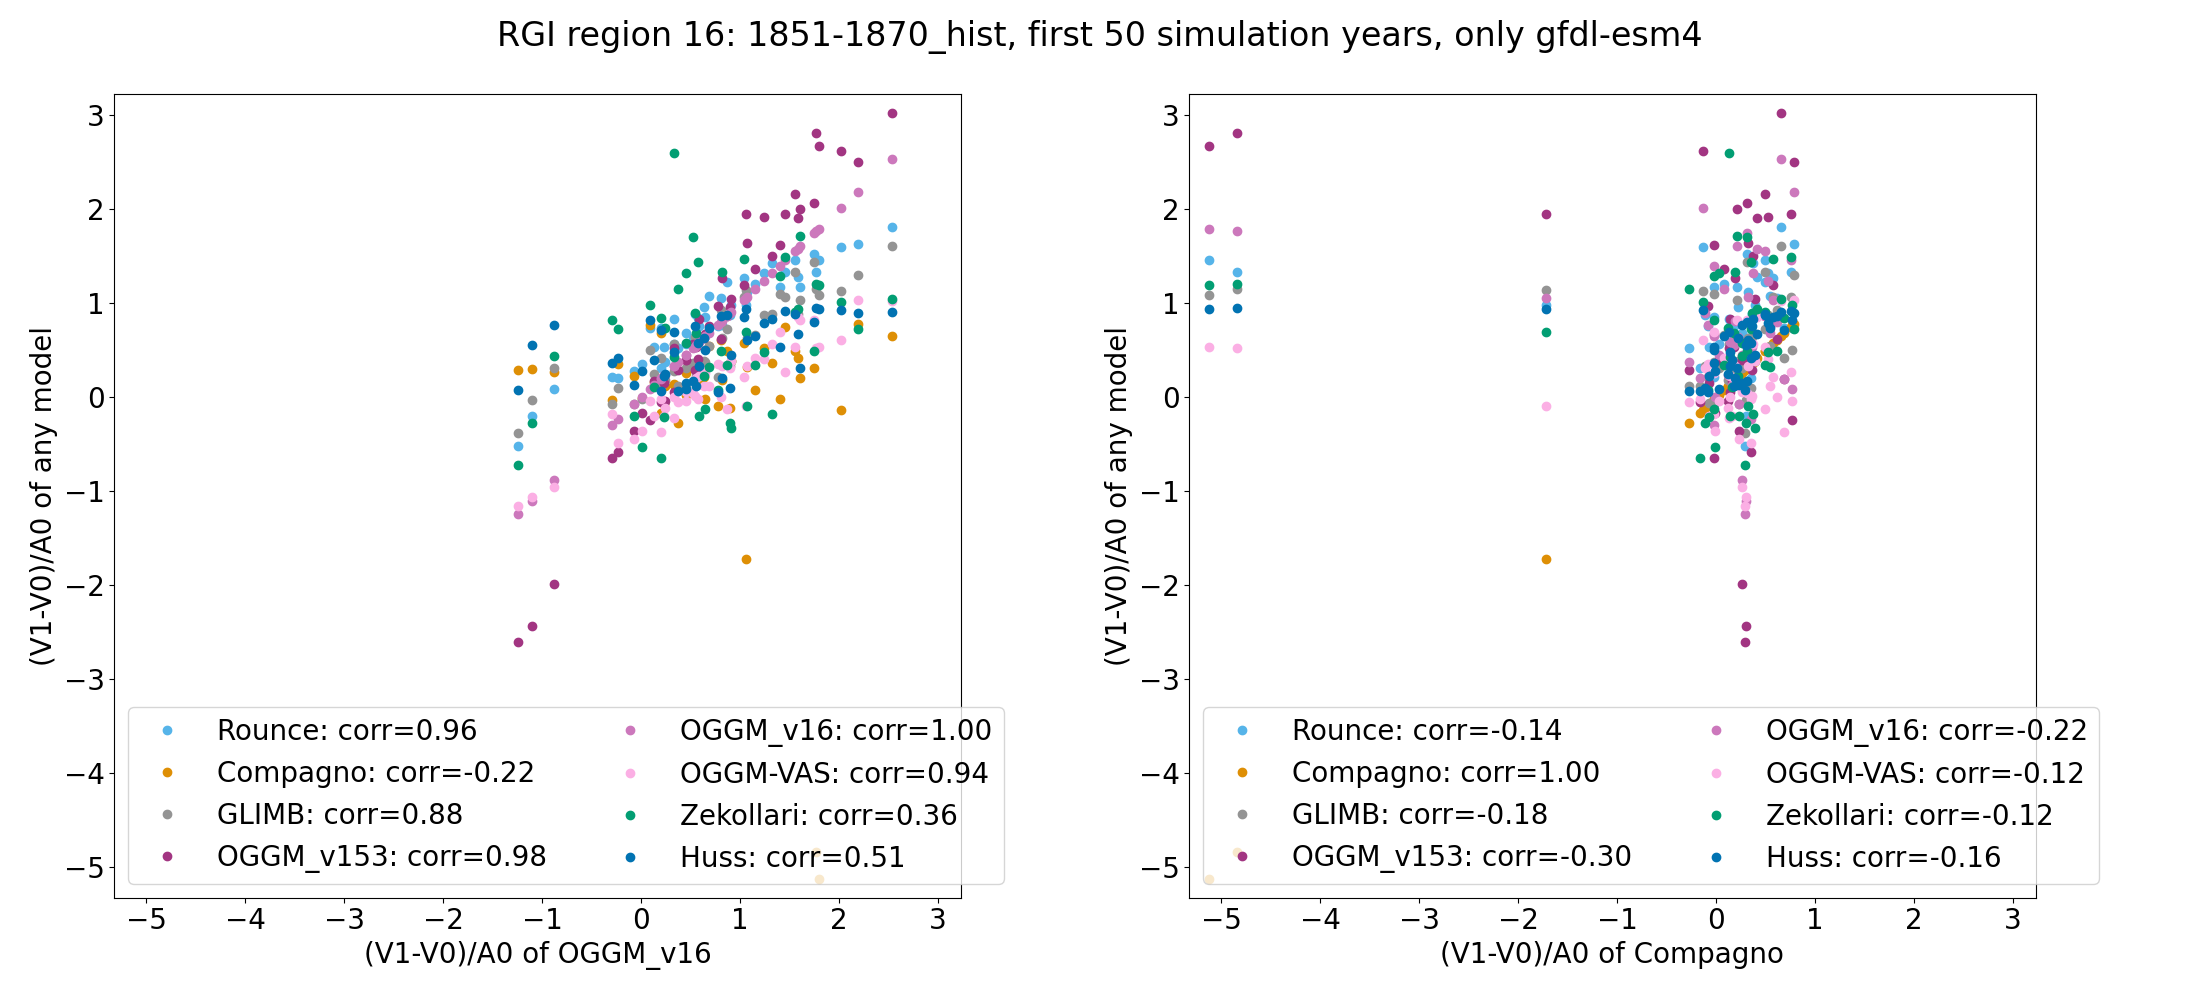 RGI region 16: 1851-1870_hist, first 50 simulation years, only gfdl-esm4
3
2
1
0
−1
−2
−3
−4
−5
(V1-V0)/A0 of any model
Rounce: corr=0.96
Compagno: corr=-0.22
GLIMB: corr=0.88
OGGM_v153: corr=0.98
OGGM_v16: corr=1.00
OGGM-VAS: corr=0.94
Zekollari: corr=0.36
Huss: corr=0.51
−5 −4 −3 −2 −1 0 1 2 3
(V1-V0)/A0 of OGGM_v16
3
2
1
0
−1
−2
−3
−4
−5
(V1-V0)/A0 of any model
Rounce: corr=-0.14
Compagno: corr=1.00
GLIMB: corr=-0.18
OGGM_v153: corr=-0.30
OGGM_v16: corr=-0.22
OGGM-VAS: corr=-0.12
Zekollari: corr=-0.12
Huss: corr=-0.16
−5 −4 −3 −2 −1 0 1 2 3
(V1-V0)/A0 of Compagno